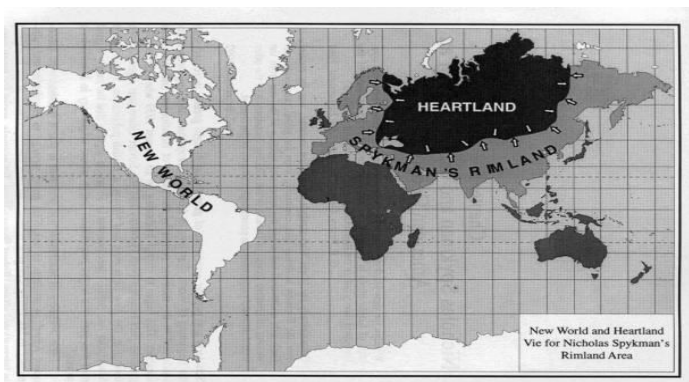 HEARTLAND
NEW WORLD
SPYKMAN'S RIMLAND
New World and Heartland
Vie for Nicholas Spykman's
Rimland Area